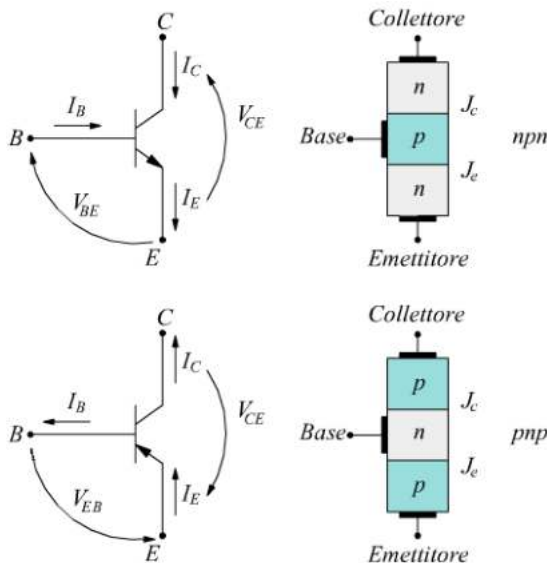 C
I_C
I_B
V_CE
B
I_E
V_BE
E
Collettore
n
J_c
Base
p
npn
J_e
n
Emettitore
C
I_C
I_B
V_CE
B
I_E
V_EB
E
Collettore
p
J_c
Base
n
pnp
J_e
p
Emettitore